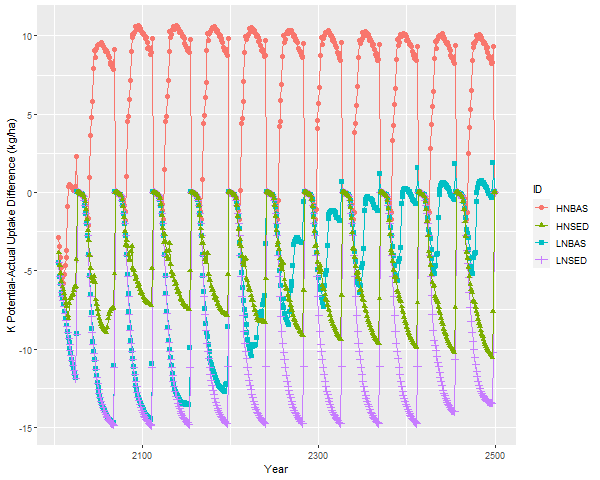 K Potential-Actual Uptake Difference (kg/ha)
10
5
0
-5
-10
-15
2100
2300
2500
Year
ID
HNBAS
HNSED
LNBAS
LNSED